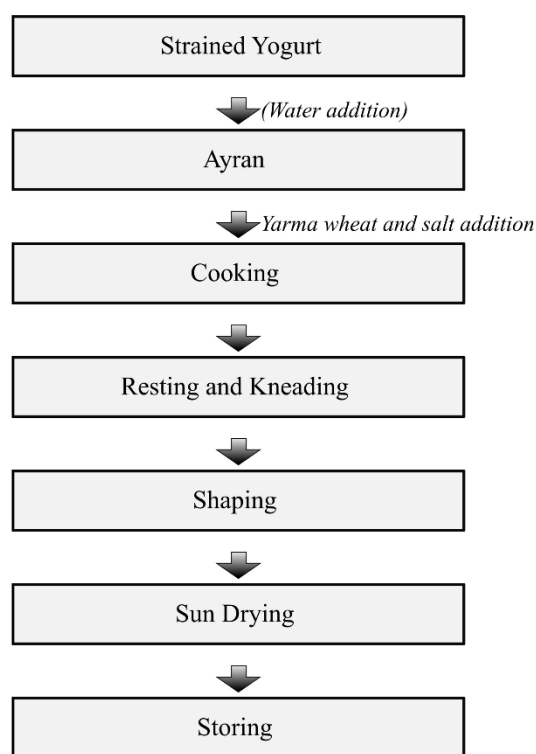 Strained Yogurt
(Water addition)
Ayran
Yarma wheat and salt addition
Cooking
Resting and Kneading
Shaping
Sun Drying
Storing